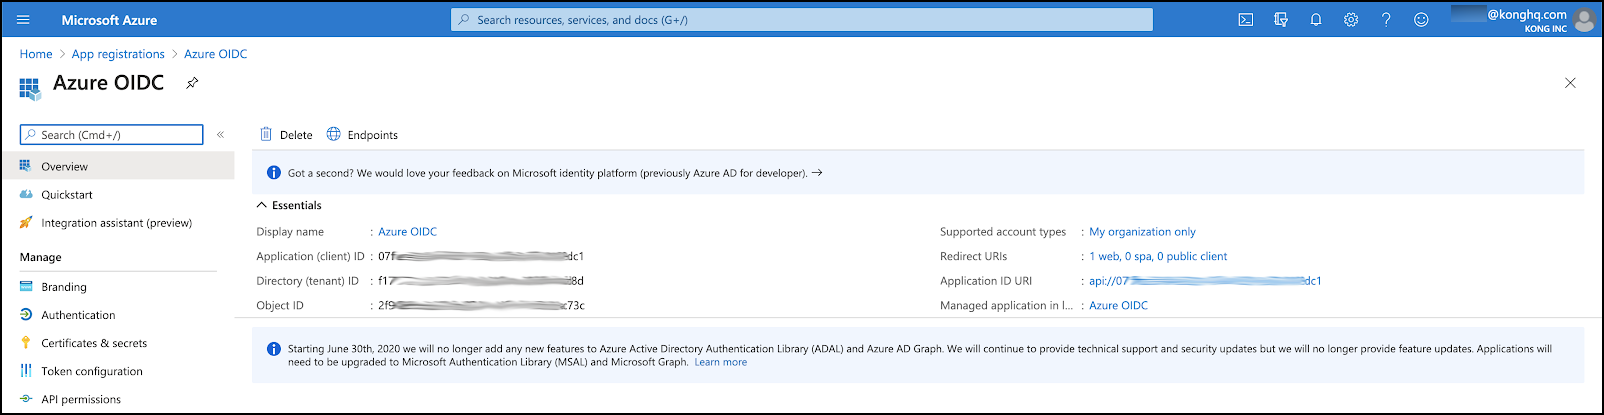 Microsoft Azure
Search resources, services, and docs (G+/)
@konghq.com
KONG INC
Home > App registrations > Azure OIDC
Azure OIDC
Search (Cmd+/)
«
Delete
Endpoints
Overview
Quickstart
Integration assistant (preview)
Manage
Branding
Authentication
Certificates & secrets
Token configuration
API permissions
Got a second? We would love your feedback on Microsoft identity platform (previously Azure AD for developer). →
Essentials
Display name : Azure OIDC
Application (client) ID : 07f dc1
Directory (tenant) ID : f17 8d
Object ID : 2f9 73c
Supported account types : My organization only
Redirect URIs : 1 web, 0 spa, 0 public client
Application ID URI : api://07 dc1
Managed application in l... : Azure OIDC
Starting June 30th, 2020 we will no longer add any new features to Azure Active Directory Authentication Library (ADAL) and Azure AD Graph. We will continue to provide technical support and security updates but we will no longer provide feature updates. Applications will
need to be upgraded to Microsoft Authentication Library (MSAL) and Microsoft Graph. Learn more